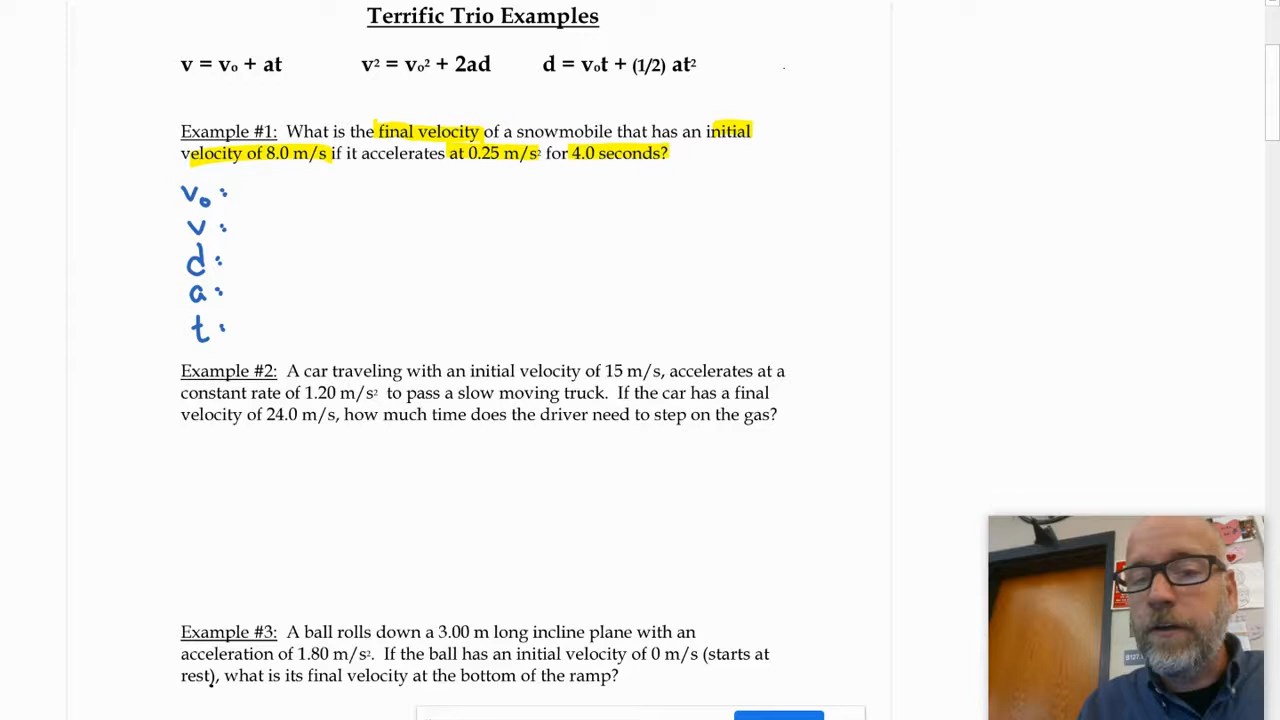 Terrific Trio Examples
v = v₀ + at v² = v₀² + 2ad d = v₀t + (1/2) at²
Example #1: What is the final velocity of a snowmobile that has an initial
velocity of 8.0 m/s if it accelerates at 0.25 m/s² for 4.0 seconds?
v₀:
v:
d:
a:
t:
Example #2: A car traveling with an initial velocity of 15 m/s, accelerates at a
constant rate of 1.20 m/s² to pass a slow moving truck. If the car has a final
velocity of 24.0 m/s, how much time does the driver need to step on the gas?
Example #3: A ball rolls down a 3.00 m long incline plane with an
acceleration of 1.80 m/s². If the ball has an initial velocity of 0 m/s (starts at
rest), what is its final velocity at the bottom of the ramp?